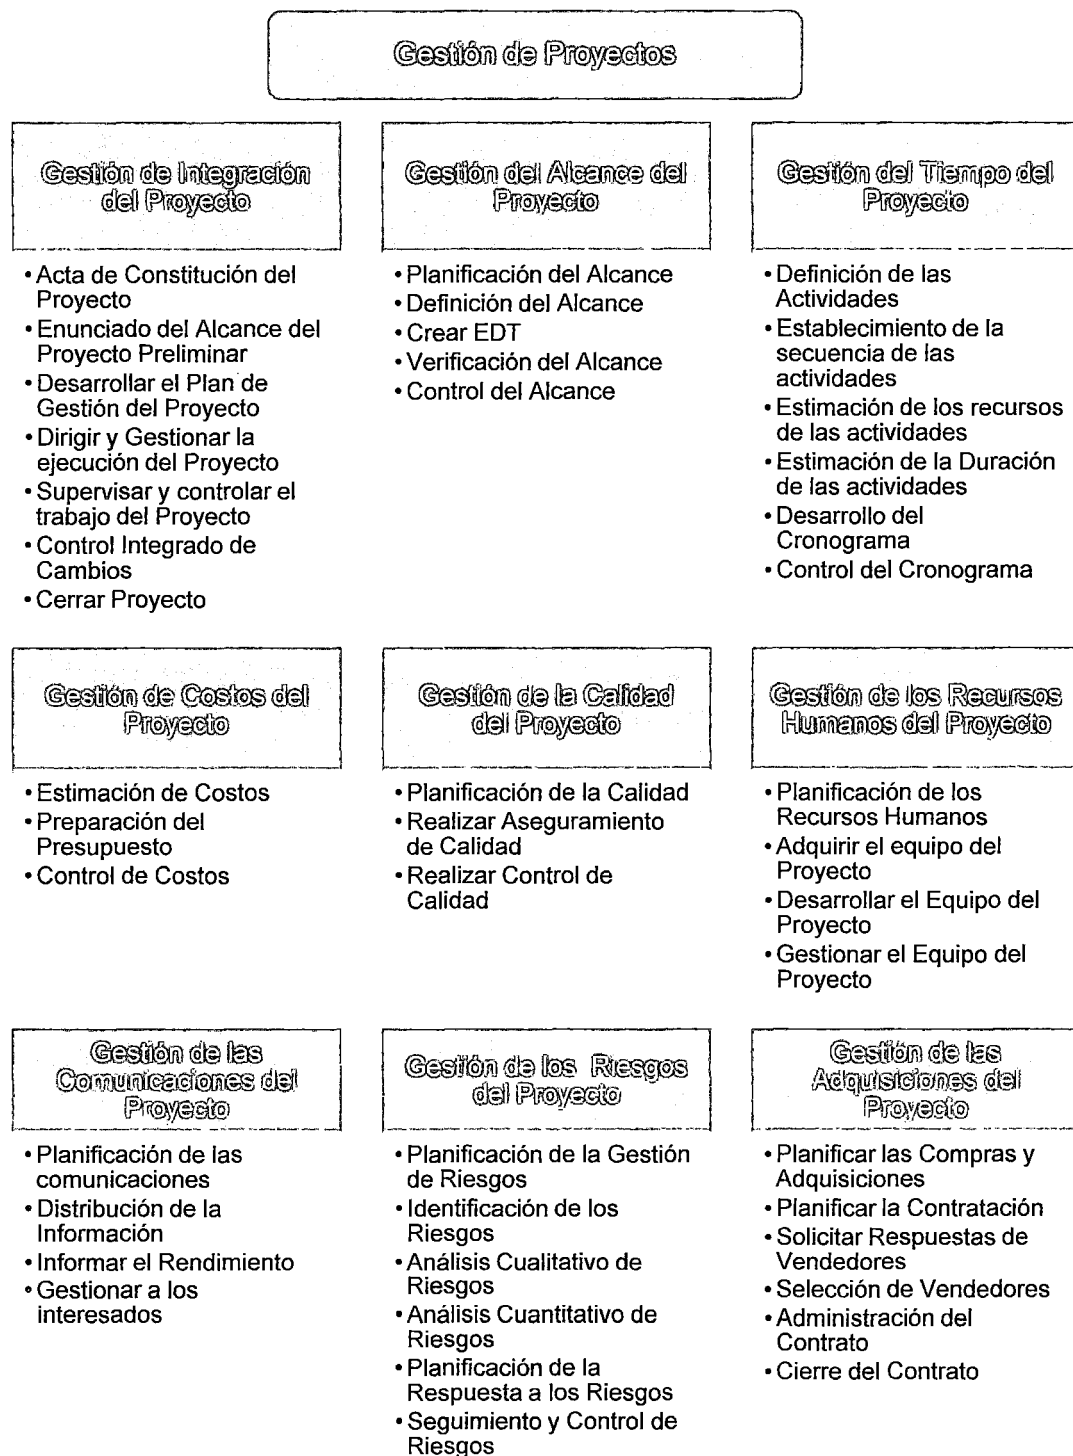 Gestión de Proyectos
Gestión de Integración
del Proyecto
• Acta de Constitución del
Proyecto
• Enunciado del Alcance del
Proyecto Preliminar
• Desarrollar el Plan de
Gestión del Proyecto
• Dirigir y Gestionar la
ejecución del Proyecto
• Supervisar y controlar el
trabajo del Proyecto
• Control Integrado de
Cambios
• Cerrar Proyecto
Gestión del Alcance del
Proyecto
• Planificación del Alcance
• Definición del Alcance
• Crear EDT
• Verificación del Alcance
• Control del Alcance
Gestión del Tiempo del
Proyecto
• Definición de las
Actividades
• Establecimiento de la
secuencia de las
actividades
• Estimación de los recursos
de las actividades
• Estimación de la Duración
de las actividades
• Desarrollo del
Cronograma
• Control del Cronograma
Gestión de Costos del
Proyecto
• Estimación de Costos
• Preparación del
Presupuesto
• Control de Costos
Gestión de la Calidad
del Proyecto
• Planificación de la Calidad
• Realizar Aseguramiento
de Calidad
• Realizar Control de
Calidad
Gestión de los Recursos
Humanos del Proyecto
• Planificación de los
Recursos Humanos
• Adquirir el equipo del
Proyecto
• Desarrollar el Equipo del
Proyecto
• Gestionar el Equipo del
Proyecto
Gestión de las
Comunicaciones del
Proyecto
• Planificación de las
comunicaciones
• Distribución de la
Información
• Informar el Rendimiento
• Gestionar a los
interesados
Gestión de los Riesgos
del Proyecto
• Planificación de la Gestión
de Riesgos
• Identificación de los
Riesgos
• Análisis Cualitativo de
Riesgos
• Análisis Cuantitativo de
Riesgos
• Planificación de la
Respuesta a los Riesgos
• Seguimiento y Control de
Riesgos
Gestión de las
Adquisiciones del
Proyecto
• Planificar las Compras y
Adquisiciones
• Planificar la Contratación
• Solicitar Respuestas de
Vendedores
• Selección de Vendedores
• Administración del
Contrato
• Cierre del Contrato